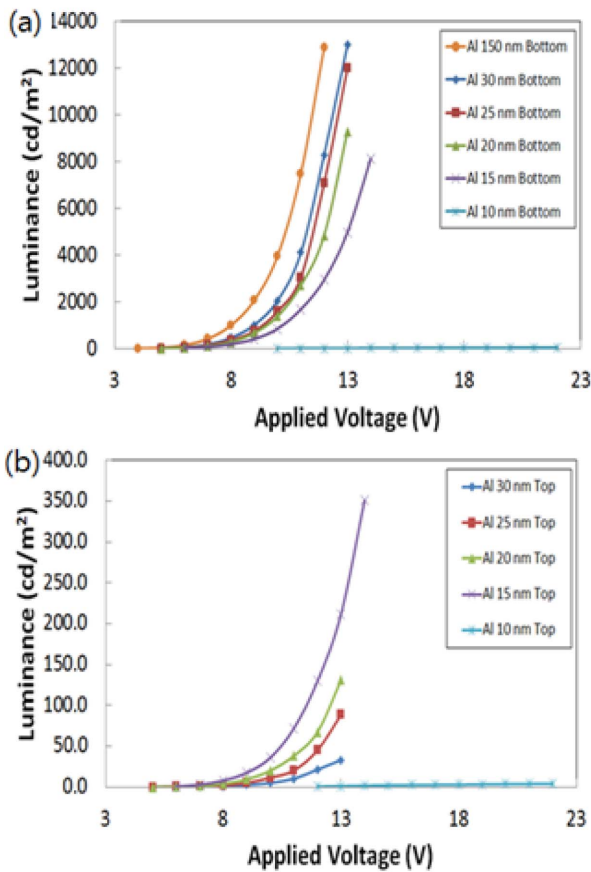 (a)
14000
12000
10000
8000
6000
4000
2000
0
Luminance (cd/m²)
Al 150 nm Bottom
Al 30 nm Bottom
Al 25 nm Bottom
Al 20 nm Bottom
Al 15 nm Bottom
Al 10 nm Bottom
3 8 13 18 23
Applied Voltage (V)
(b)
400.0
350.0
300.0
250.0
200.0
150.0
100.0
50.0
0.0
Luminance (cd/m²)
Al 30 nm Top
Al 25 nm Top
Al 20 nm Top
Al 15 nm Top
Al 10 nm Top
3 8 13 18 23
Applied Voltage (V)